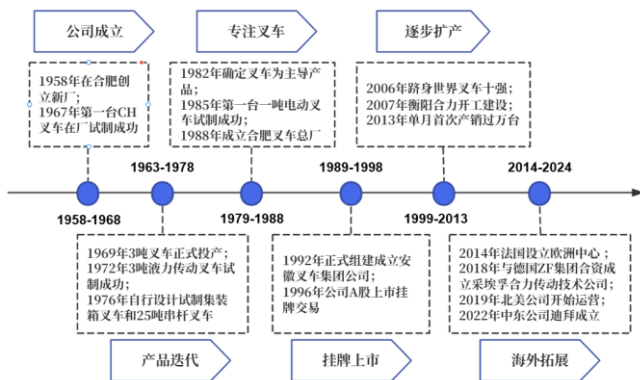 公司成立
专注叉车
逐步扩产
1958年在合肥创
立新厂;
1967年第一台CH
叉车在厂试制成功
1982年确定叉车为主导产
品;
1985年第一台一吨电动叉
车试制成功;
1988年成立合肥叉车总厂
2006年跻身世界叉车十强;
2007年衡阳合力开工建设;
2013年单月首次产销过万台
1963-1978
1989-1998
2014-2024
1958-1968
1979-1988
1999-2013
1969年3吨叉车正式投产;
1972年3吨液力传动叉车试
制成功;
1976年自行设计试制集装
箱叉车和25吨串杆叉车
1992年正式组建成立安
徽叉车集团公司;
1996年公司A股上市挂
牌交易
2014年法国设立欧洲中心;
2018年与德国ZF集团合资成
立采埃孚合力传动技术公司;
2019年北美公司开始运营;
2022年中东公司迪拜成立
产品迭代
挂牌上市
海外拓展